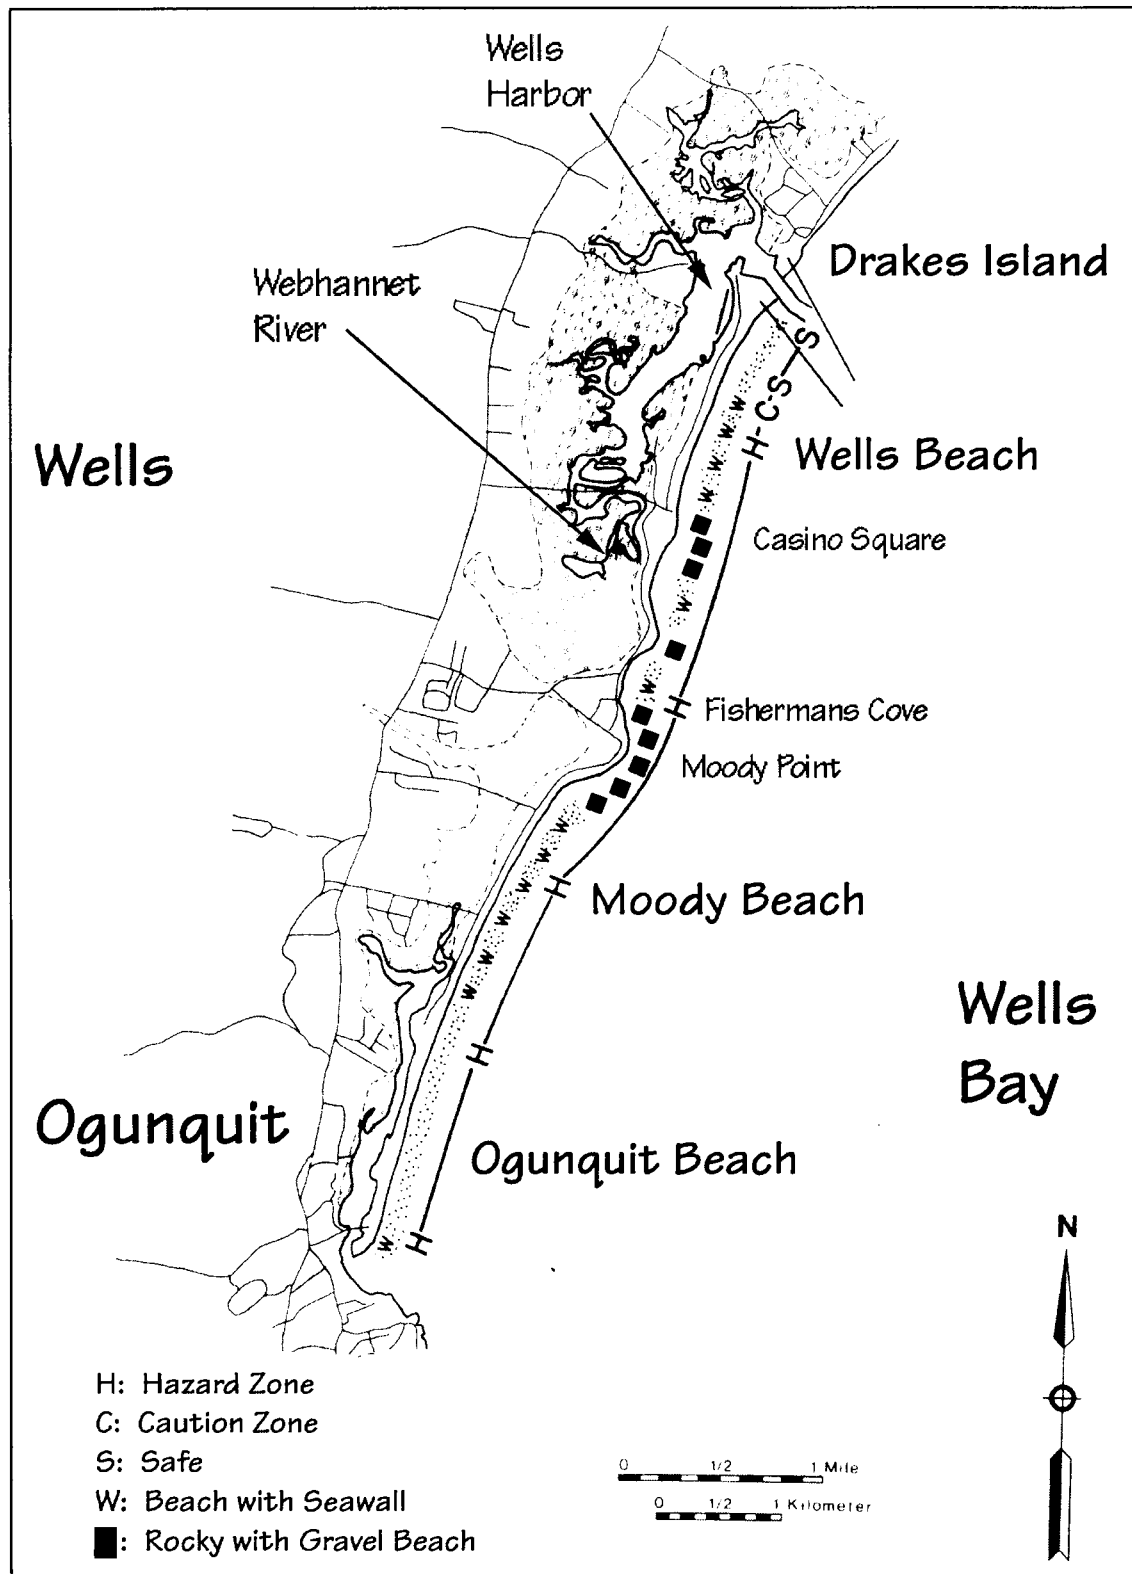 Wells
Harbor
Drakes Island
Webhannet
River
S
H-C-S
W
W
W
W
Wells Beach
Wells
Casino Square
W
W
H
Fishermans Cove
Moody Point
W
W
W
H
Moody Beach
W
W
W
Wells
Bay
H
Ogunquit
Ogunquit Beach
W
H
N
H: Hazard Zone
C: Caution Zone
S: Safe
W: Beach with Seawall
■: Rocky with Gravel Beach
0 1/2 1 Mile
0 1/2 1 Kilometer